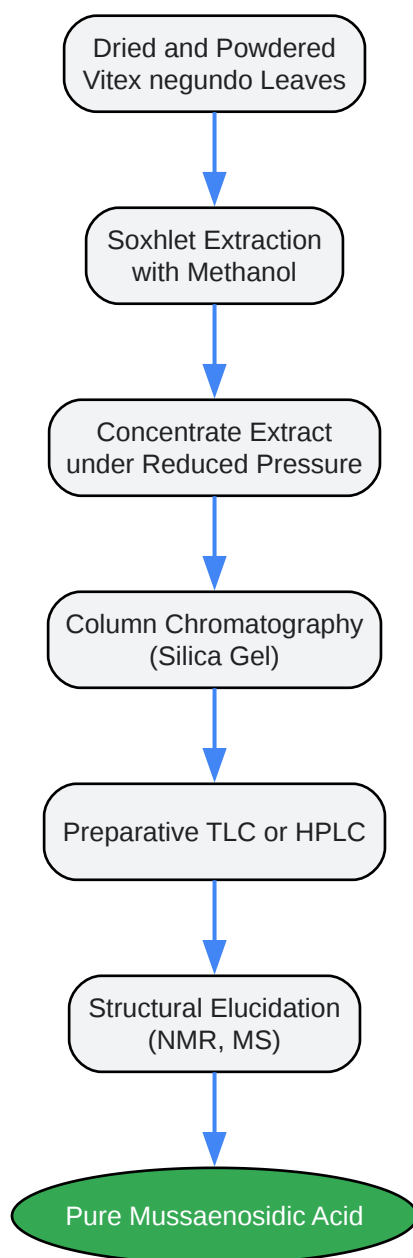 Dried and Powdered
Vitex negundo Leaves
Soxhlet Extraction
with Methanol
Concentrate Extract
under Reduced Pressure
Column Chromatography
(Silica Gel)
Preparative TLC or HPLC
Structural Elucidation
(NMR, MS)
Pure Mussaenosidic Acid